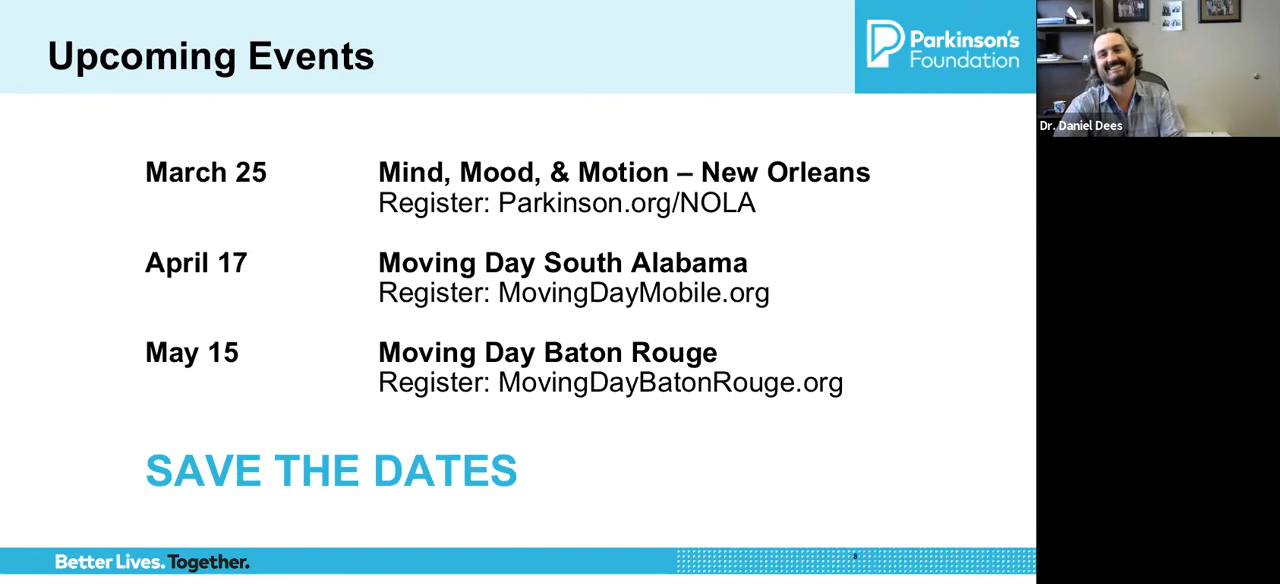 Upcoming Events
Parkinson's
Foundation
Dr. Daniel Dees
March 25
Mind, Mood, & Motion – New Orleans
Register: Parkinson.org/NOLA
April 17
Moving Day South Alabama
Register: MovingDayMobile.org
May 15
Moving Day Baton Rouge
Register: MovingDayBatonRouge.org
SAVE THE DATES
Better Lives. Together.
8